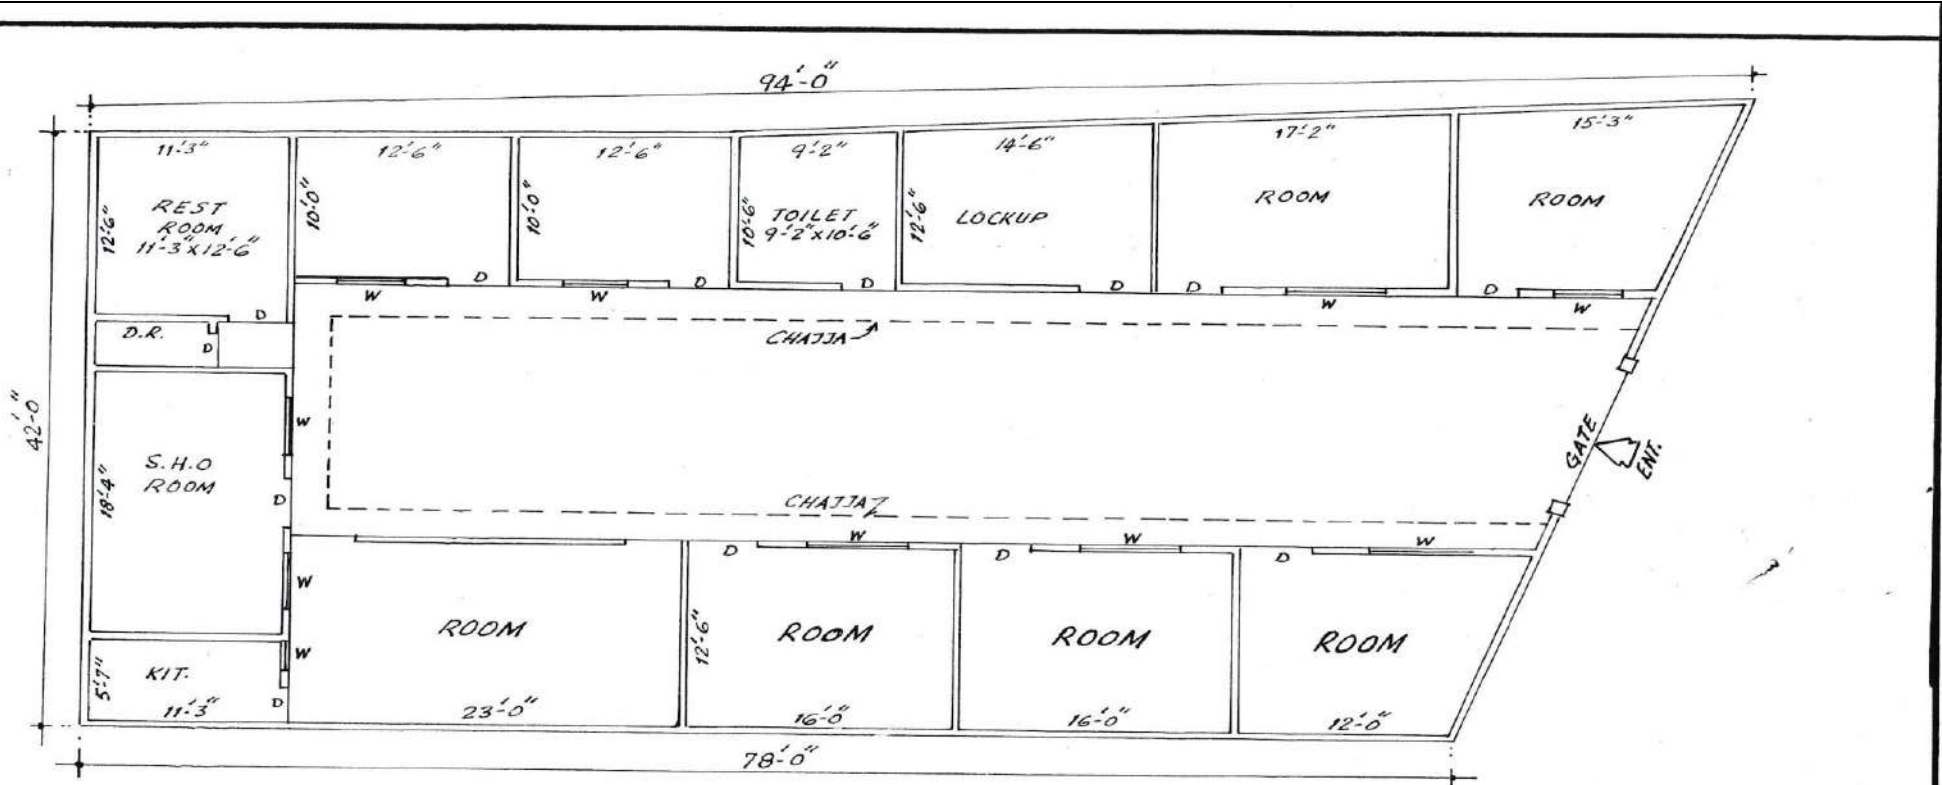 94'-0"
11'-3"
12'-6"
12'-6"
9'-2"
14'-6"
17'-2"
15'-3"
12'-6"
REST
ROOM
11'-3"X12'-6"
10'-0"
10'-0"
10'-6"
TOILET
9'-2"X10'-6"
12'-6"
LOCKUP
ROOM
ROOM
D
D
D
D
D
D
D
W
W
W
W
D.R.
D
CHAJJA
42'-0"
W
S.H.O
ROOM
18'-4"
D
GATE
ENT.
CHAJJA
W
W
W
D
D
D
W
ROOM
12'-6"
ROOM
ROOM
ROOM
W
5'-7"
KIT.
11'-3"
D
23'-0"
16'-0"
16'-0"
12'-0"
78'-0"